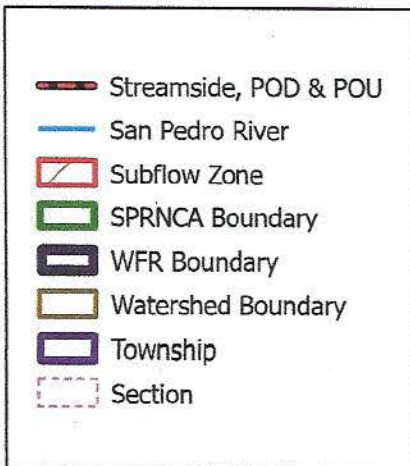 Streamside, POD & POU
San Pedro River
Subflow Zone
SPRNCA Boundary
WFR Boundary
Watershed Boundary
Township
Section